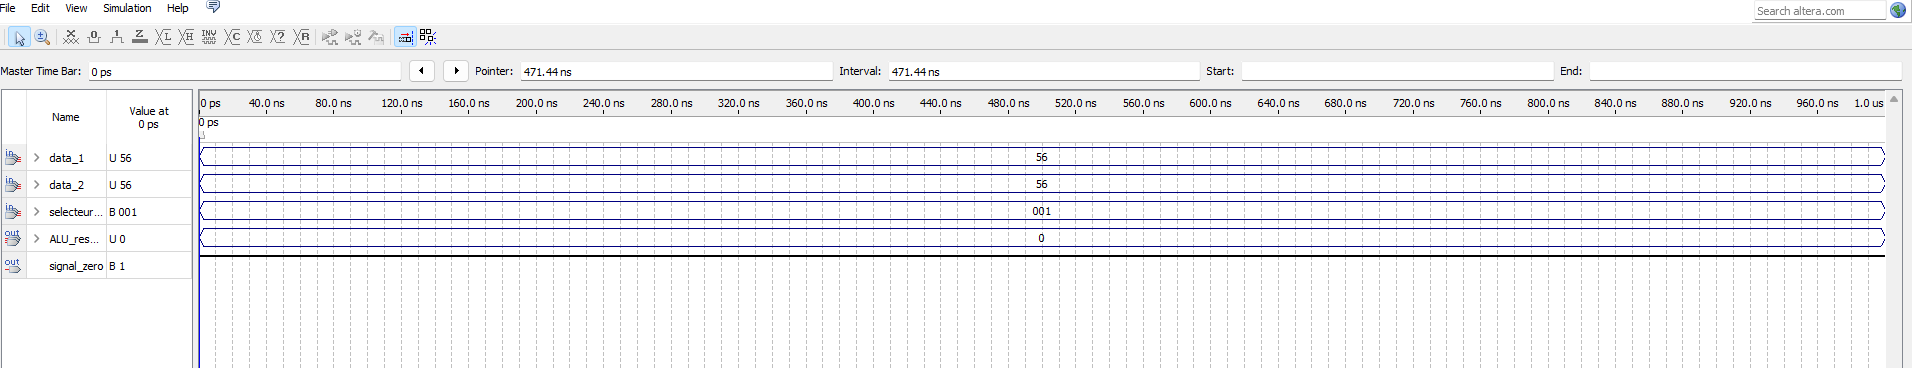 File Edit View Simulation Help
Search altera.com
Master Time Bar: 0 ps Pointer: 471.44 ns Interval: 471.44 ns Start: End:
Name Value at 0 ps
0 ps 40.0 ns 80.0 ns 120.0 ns 160.0 ns 200.0 ns 240.0 ns 280.0 ns 320.0 ns 360.0 ns 400.0 ns 440.0 ns 480.0 ns 520.0 ns 560.0 ns 600.0 ns 640.0 ns 680.0 ns 720.0 ns 760.0 ns 800.0 ns 840.0 ns 880.0 ns 920.0 ns 960.0 ns 1.0 us
0 ps
in data_1 U 56 56
in data_2 U 56 56
in selecteur... B 001 001
out ALU_res... U 0 0
out signal_zero B 1